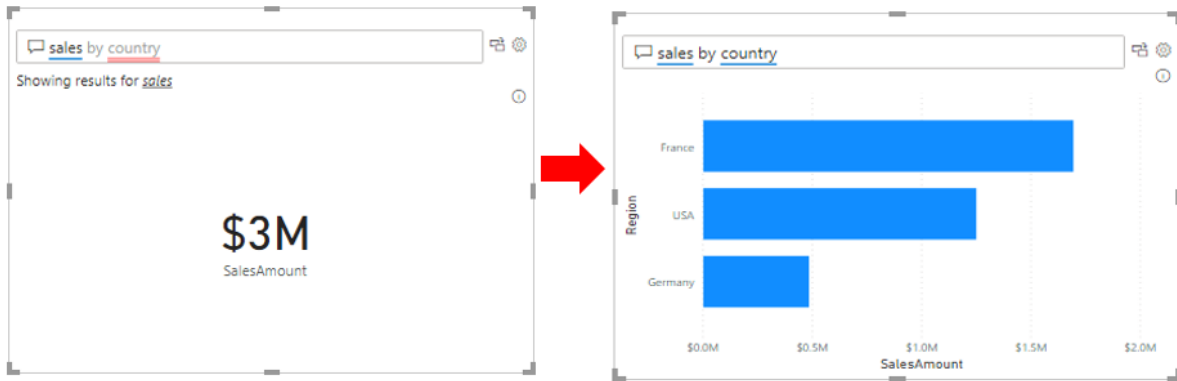 sales by country
Showing results for sales
$3M
SalesAmount
sales by country
France
USA
Germany
Region
$0.0M $0.5M $1.0M $1.5M $2.0M
SalesAmount